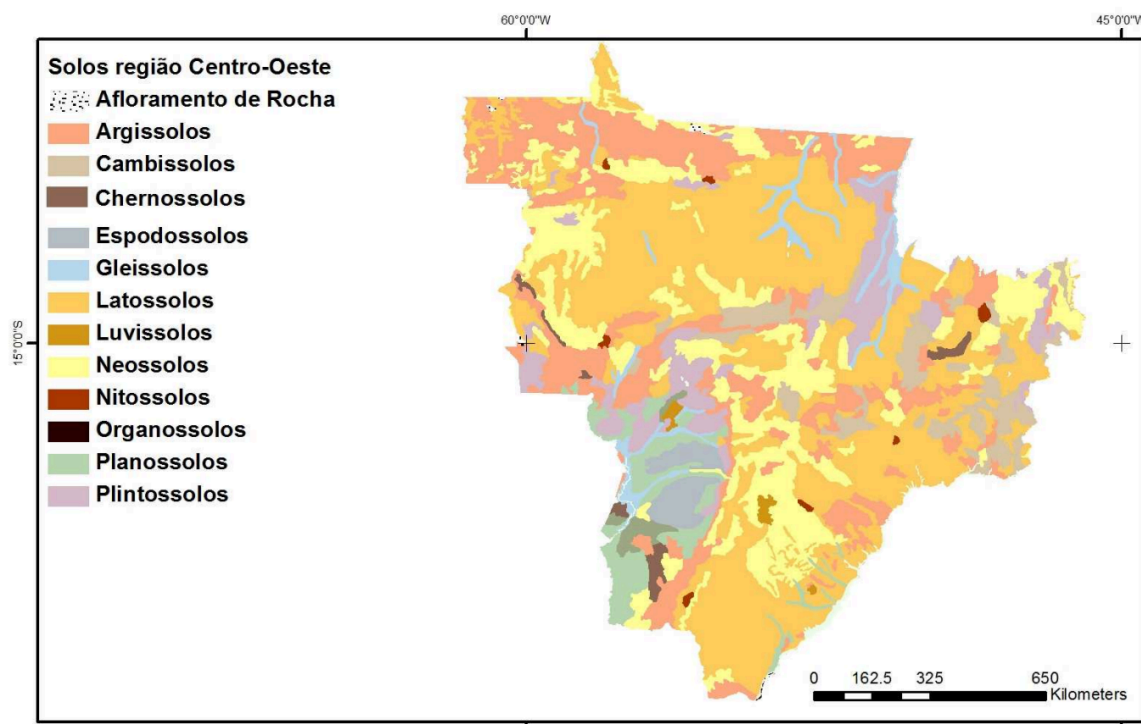 60°0'0"W
45°0'0"W
Solos região Centro-Oeste
Afloramento de Rocha
Argissolos
Cambissolos
Chernossolos
Espodossolos
Gleissolos
Latossolos
Luvissolos
Neossolos
Nitossolos
Organossolos
Planossolos
Plintossolos
15°0'0"S
0 162.5 325 650
Kilometers